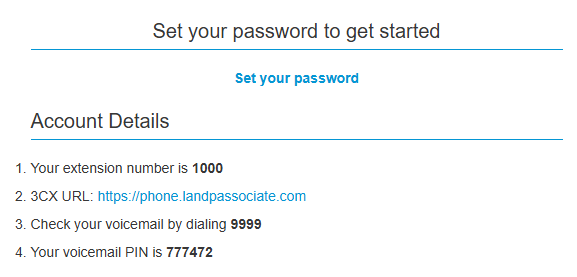 Set your password to get started
Set your password
Account Details
1. Your extension number is 1000
2. 3CX URL: https://phone.landpassociate.com
3. Check your voicemail by dialing 9999
4. Your voicemail PIN is 777472